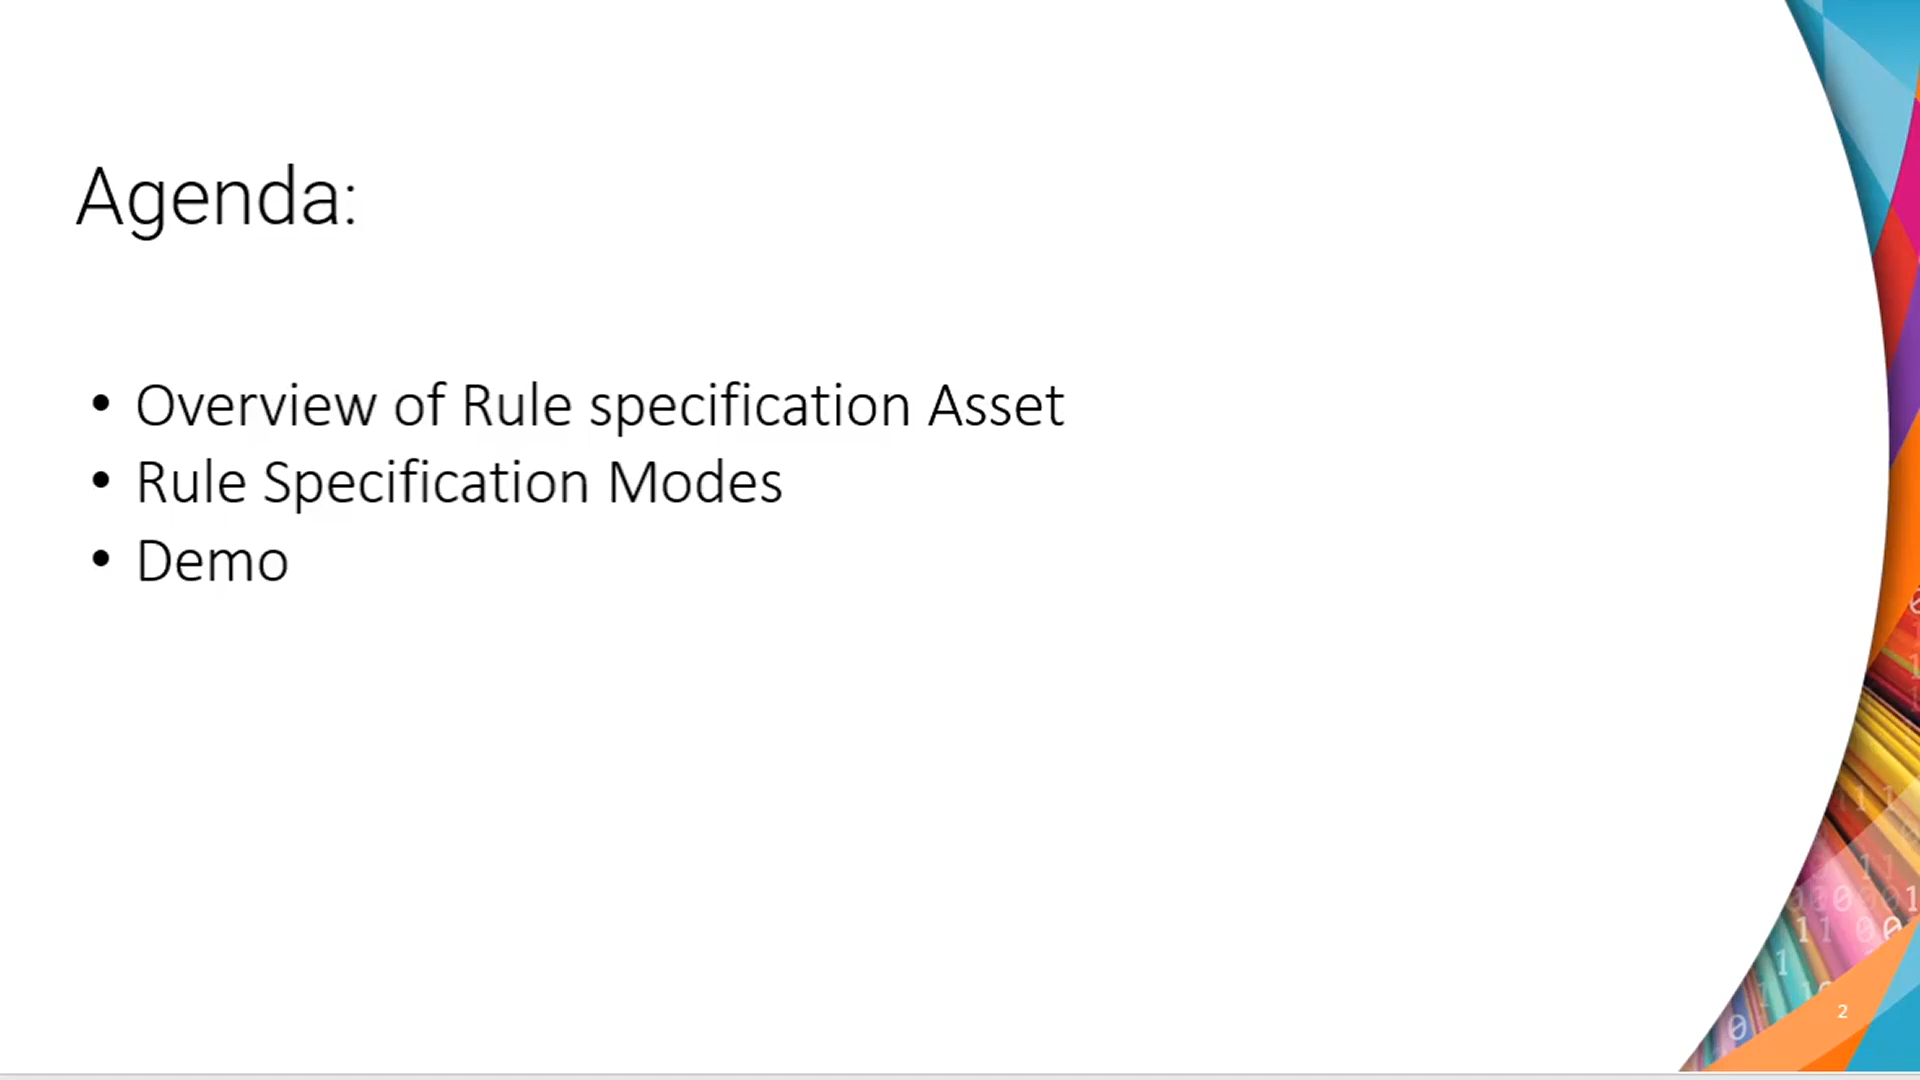 Agenda:
• Overview of Rule specification Asset
• Rule Specification Modes
• Demo
2